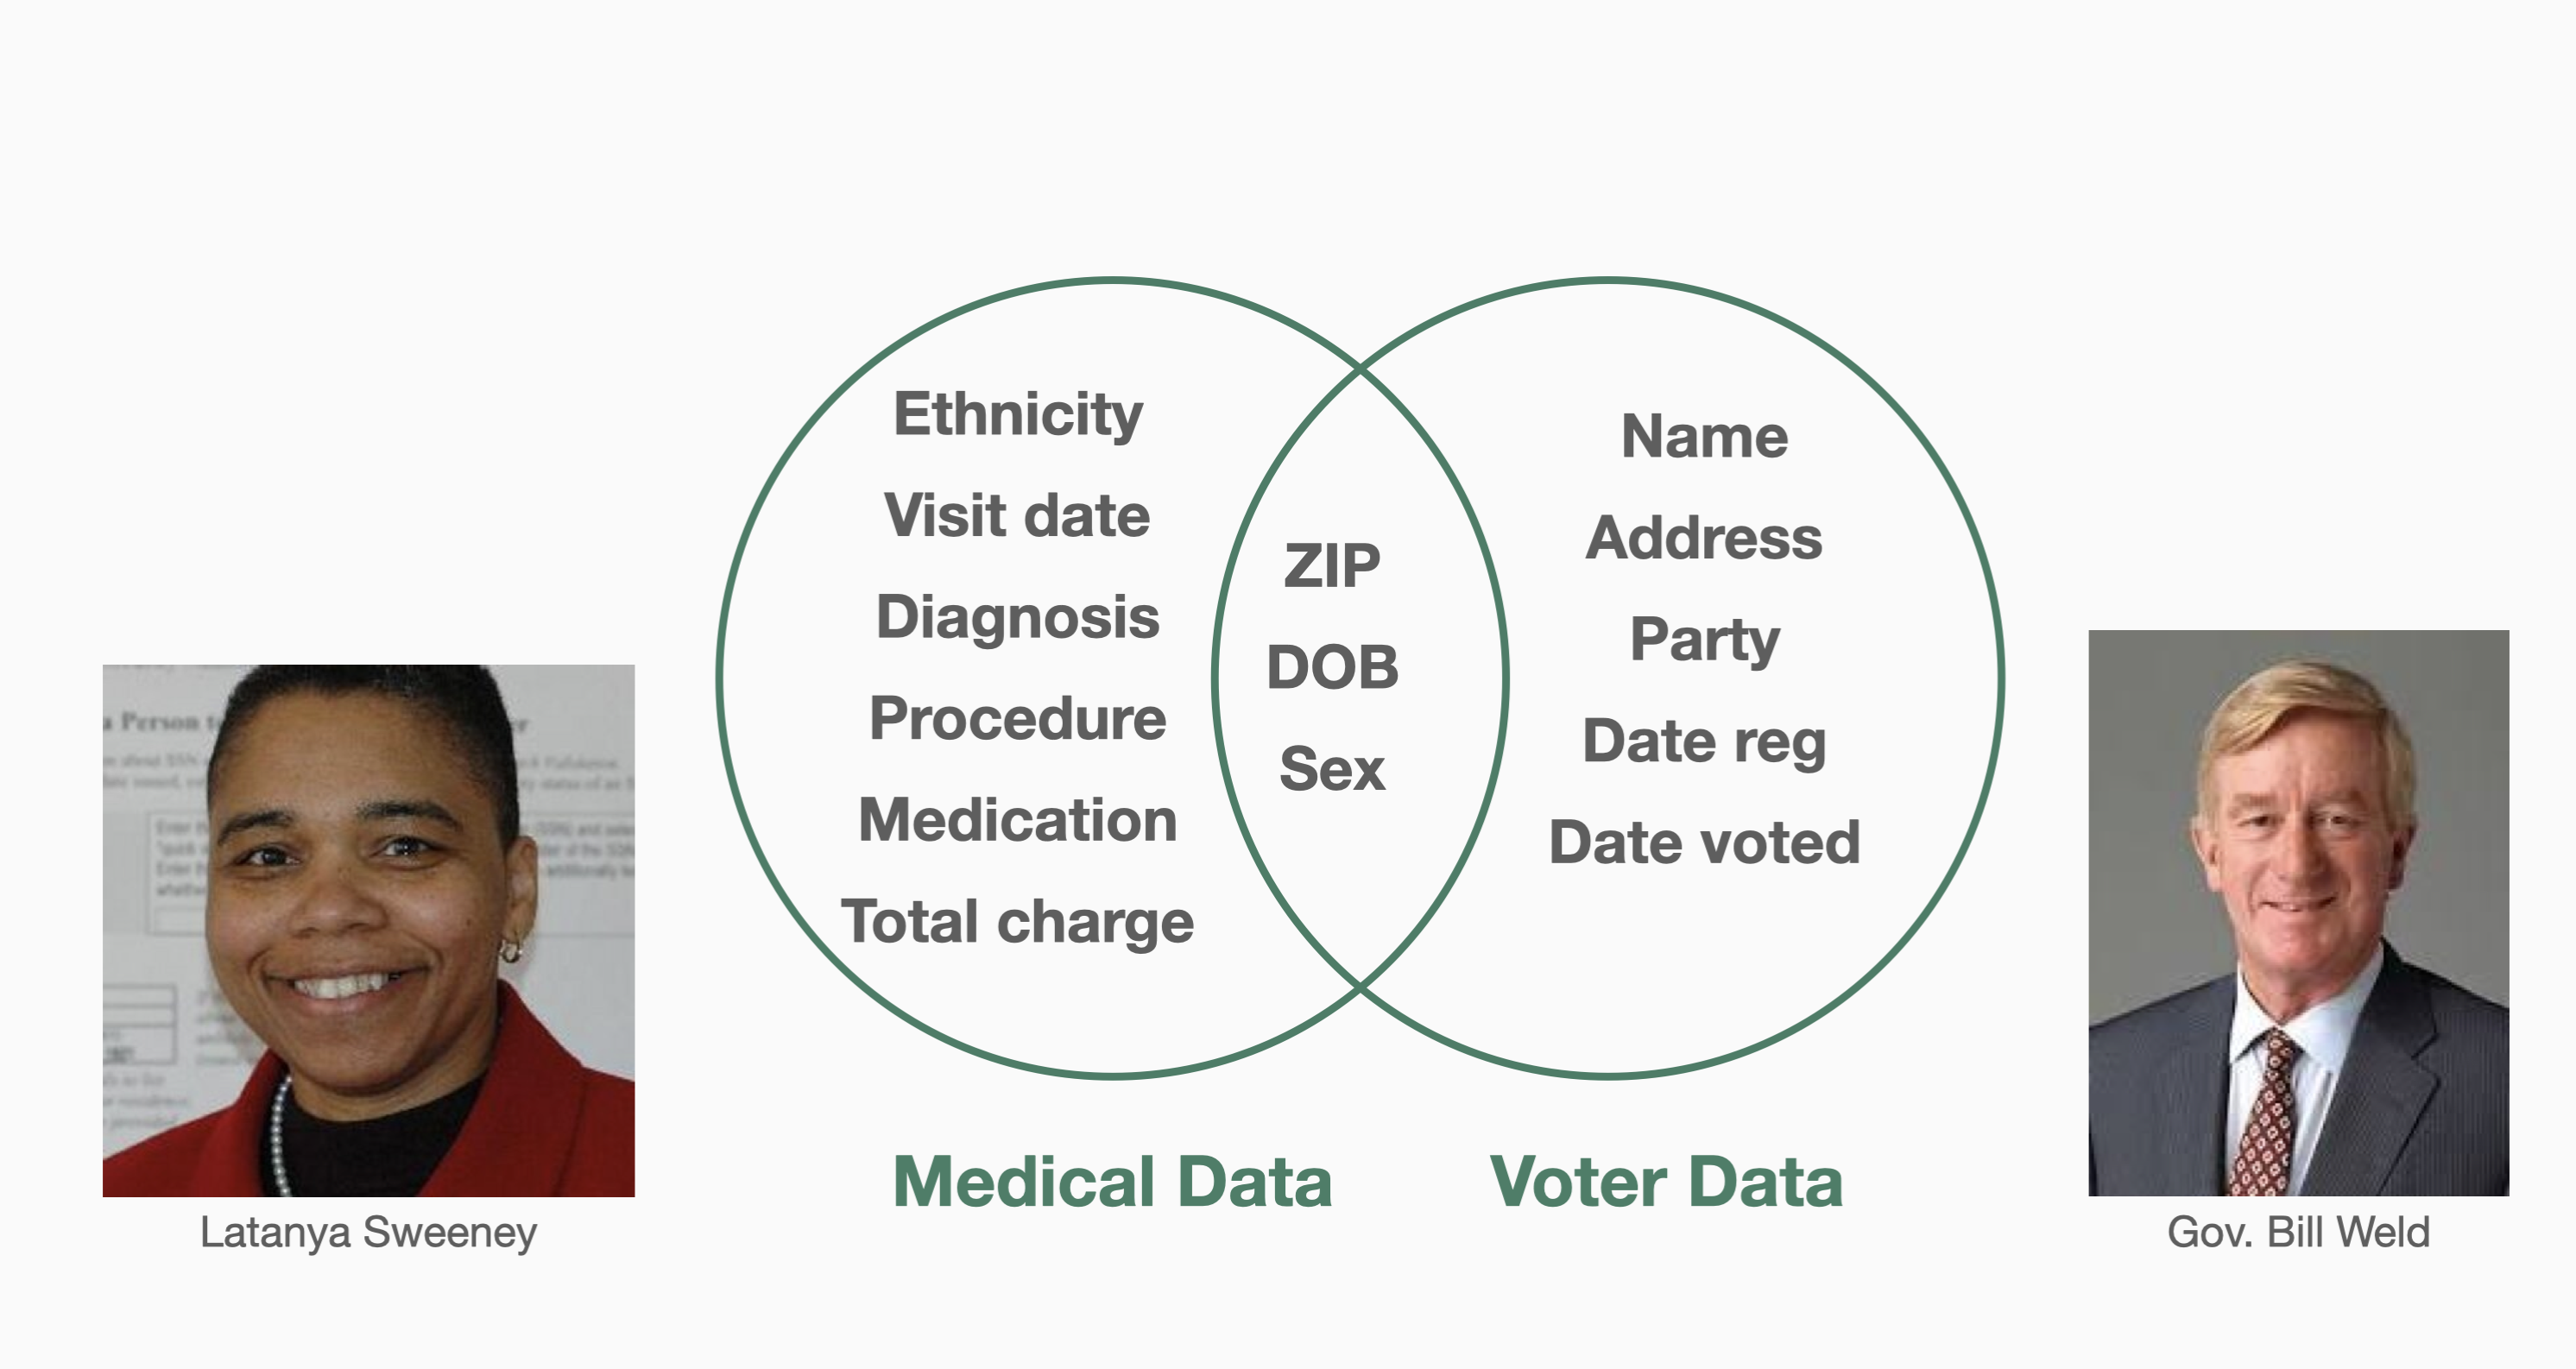 Ethnicity
Visit date
Diagnosis
Procedure
Medication
Total charge
ZIP
DOB
Sex
Name
Address
Party
Date reg
Date voted
Medical Data
Voter Data
Latanya Sweeney
Gov. Bill Weld
a Person